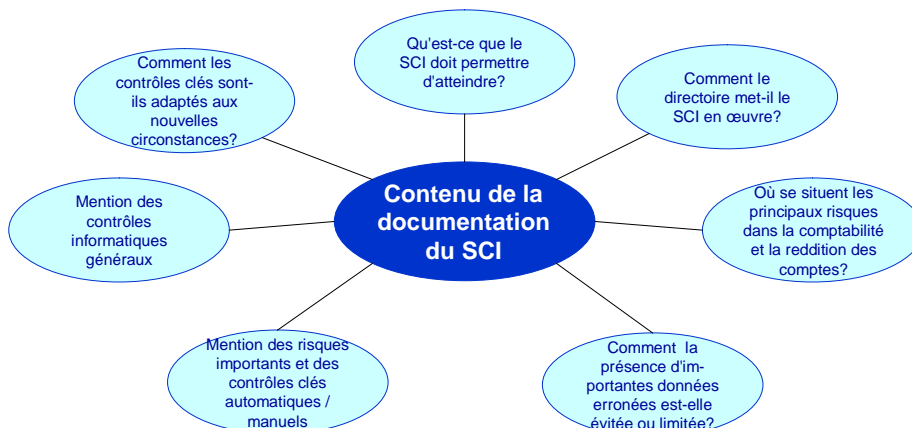 Qu'est-ce que le
SCI doit permettre
d'atteindre?
Comment les
contrôles clés sont-
ils adaptés aux
nouvelles
circonstances?
Comment le
directoire met-il le
SCI en œuvre?
Contenu de la
documentation
du SCI
Mention des
contrôles
informatiques
généraux
Où se situent les
principaux risques
dans la comptabilité
et la reddition des
comptes?
Mention des risques
importants et des
contrôles clés
automatiques /
manuels
Comment  la
présence d'im-
portantes données
erronées est-elle
évitée ou limitée?